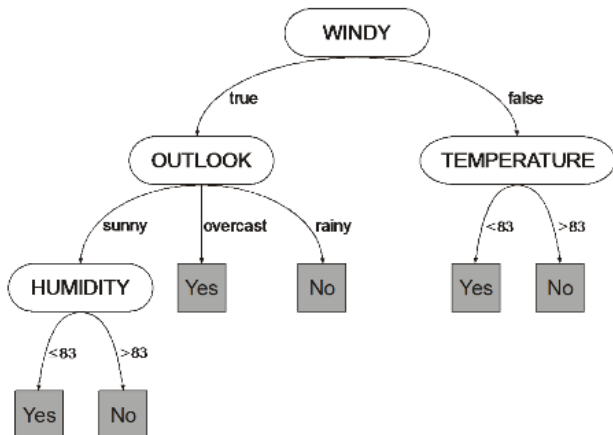 WINDY
true
false
OUTLOOK
TEMPERATURE
sunny
overcast
rainy
<83
>83
HUMIDITY
Yes
No
Yes
No
<83
>83
Yes
No